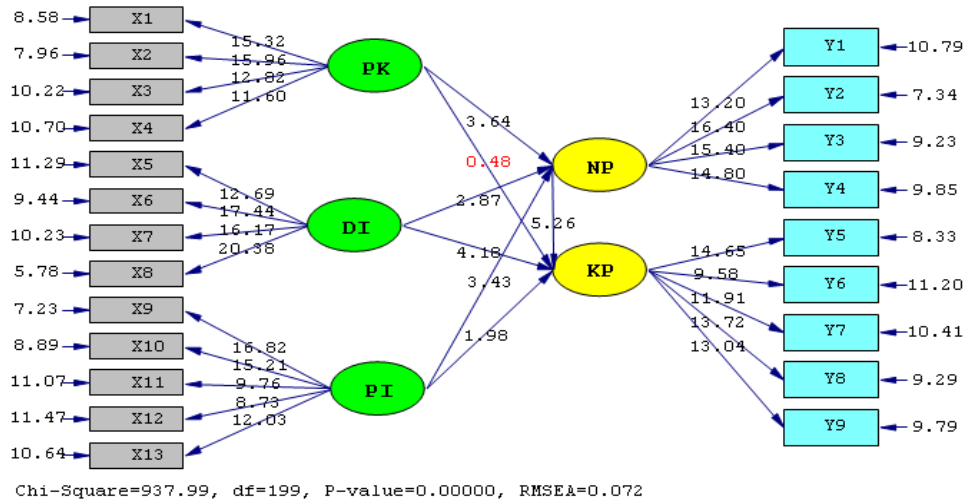 8.58 X1
7.96 X2
10.22 X3
10.70 X4
11.29 X5
9.44 X6
10.23 X7
5.78 X8
7.23 X9
8.89 X10
11.07 X11
11.47 X12
10.64 X13
15.32
15.96
12.82
11.60
12.69
17.44
16.17
20.38
16.82
15.21
9.76
8.73
12.03
PK
DI
PI
3.64
0.48
2.87
5.26
4.18
3.43
1.98
NP
KP
13.20
16.40
15.40
14.80
14.65
9.58
11.91
13.72
13.04
Y1 10.79
Y2 7.34
Y3 9.23
Y4 9.85
Y5 8.33
Y6 11.20
Y7 10.41
Y8 9.29
Y9 9.79
Chi-Square=937.99, df=199, P-value=0.00000, RMSEA=0.072